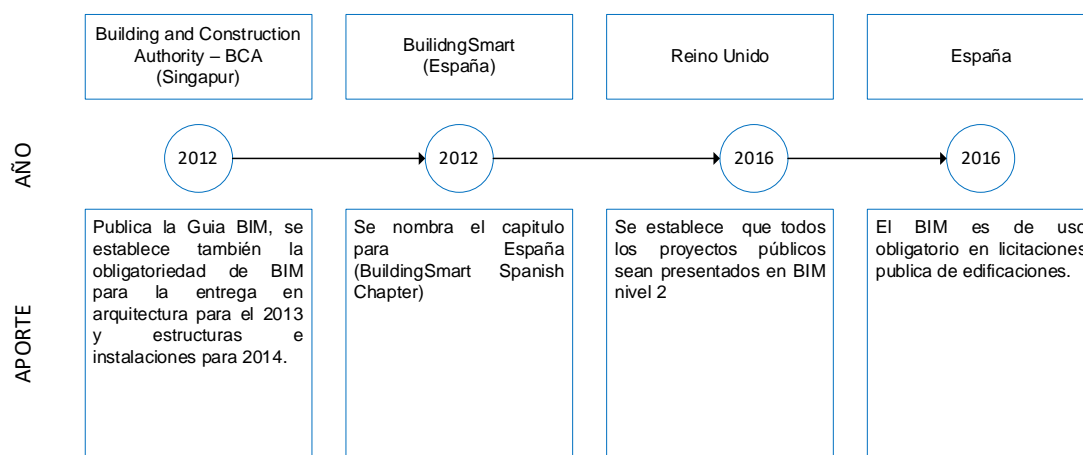 Building and Construction
Authority – BCA
(Singapur)
BuilidngSmart
(España)
Reino Unido
España
AÑO
2012
2012
2016
2016
APORTE
Publica la Guia BIM, se
establece también la
obligatoriedad de BIM
para la entrega en
arquitectura para el 2013
y estructuras e
instalaciones para 2014.
Se nombra el capitulo
para España
(BuildingSmart Spanish
Chapter)
Se establece que todos
los proyectos públicos
sean presentados en BIM
nivel 2
El BIM es de uso
obligatorio en licitaciones
publica de edificaciones.